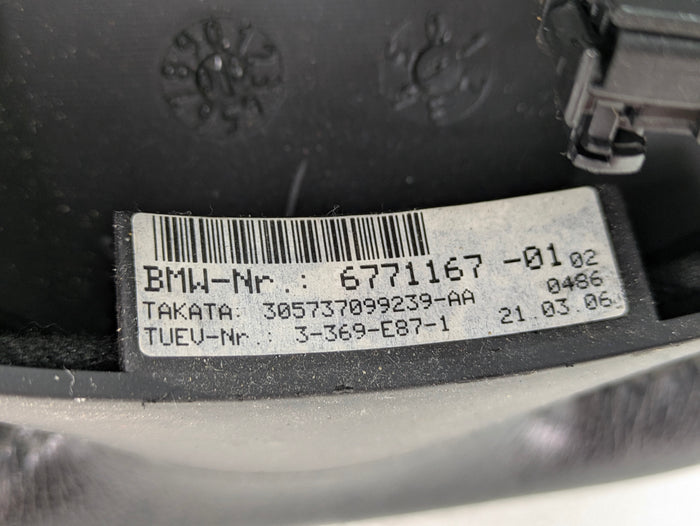 BMW-Nr.: 6771167 -01 02
0486
TAKATA: 305737099239-AA
21.03.06
TUEV-Nr.: 3-369-E87-1